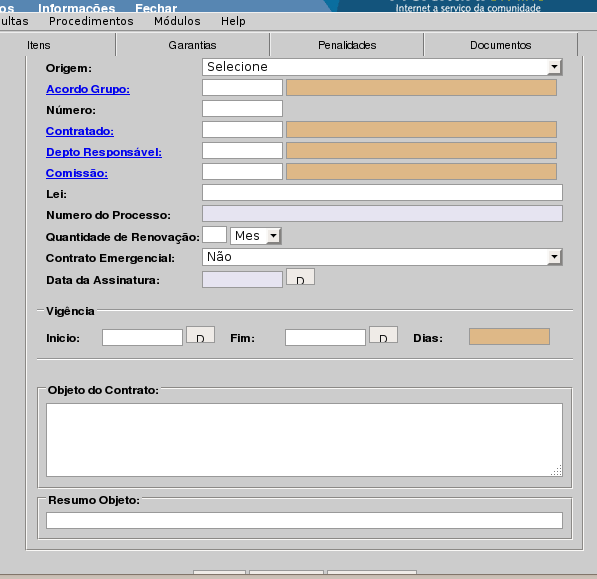 Informações Fechar
Internet a serviço da comunidade
ultas Procedimentos Módulos Help
Itens Garantias Penalidades Documentos
Origem: Selecione
Acordo Grupo:
Número:
Contratado:
Depto Responsável:
Comissão:
Lei:
Numero do Processo:
Quantidade de Renovação: Mes
Contrato Emergencial: Não
Data da Assinatura: D
Vigência
Inicio: D Fim: D Dias:
Objeto do Contrato:
Resumo Objeto: